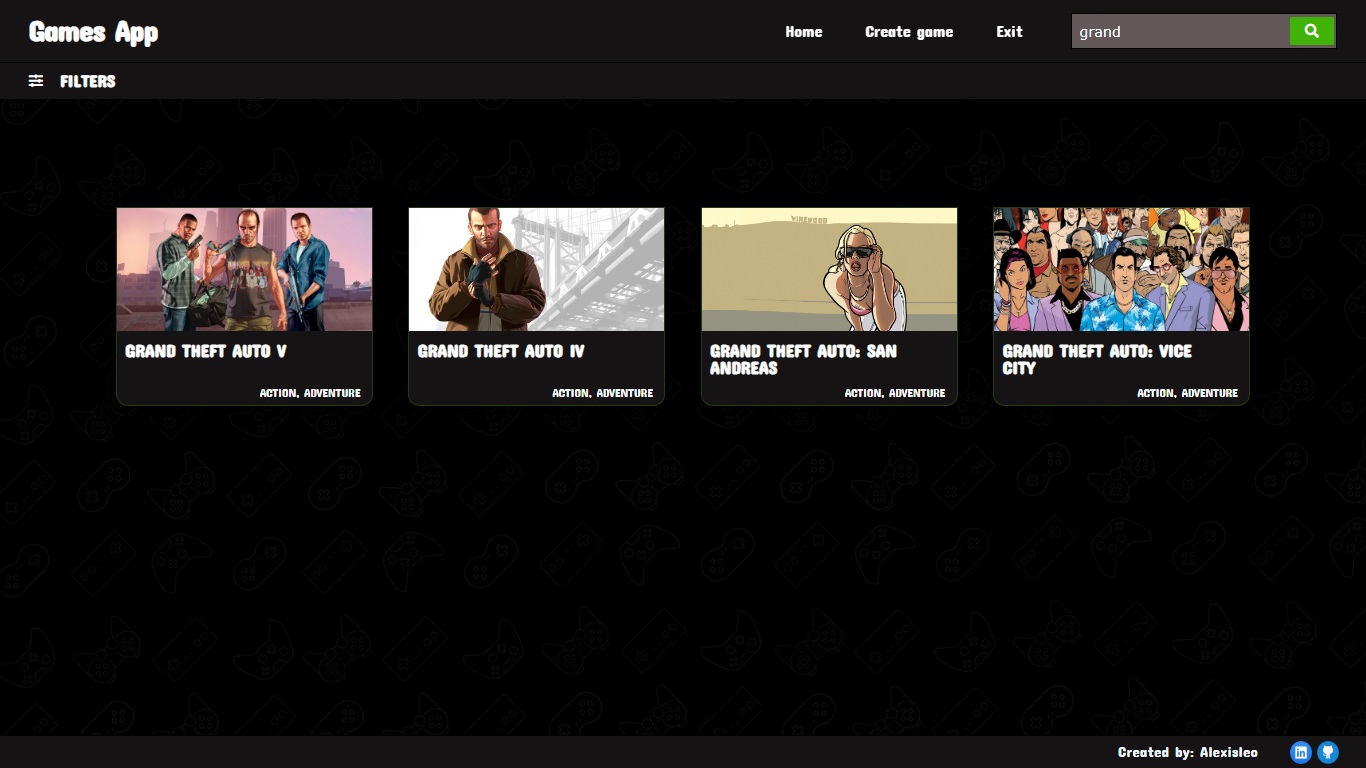 Games App
Home
Create game
Exit
grand
FILTERS
VINEWOOD
GRAND THEFT AUTO V
ACTION, ADVENTURE
GRAND THEFT AUTO IV
ACTION, ADVENTURE
GRAND THEFT AUTO: SAN
ANDREAS
ACTION, ADVENTURE
GRAND THEFT AUTO: VICE
CITY
ACTION, ADVENTURE
Created by: Alexisleo
in